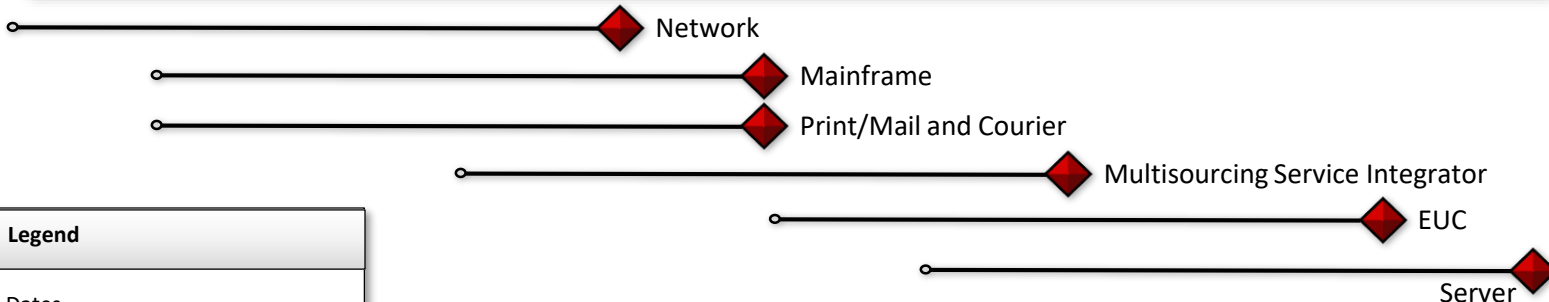 Network
Mainframe
Print/Mail and Courier
Multisourcing Service Integrator
EUC
Legend
Server
Dates